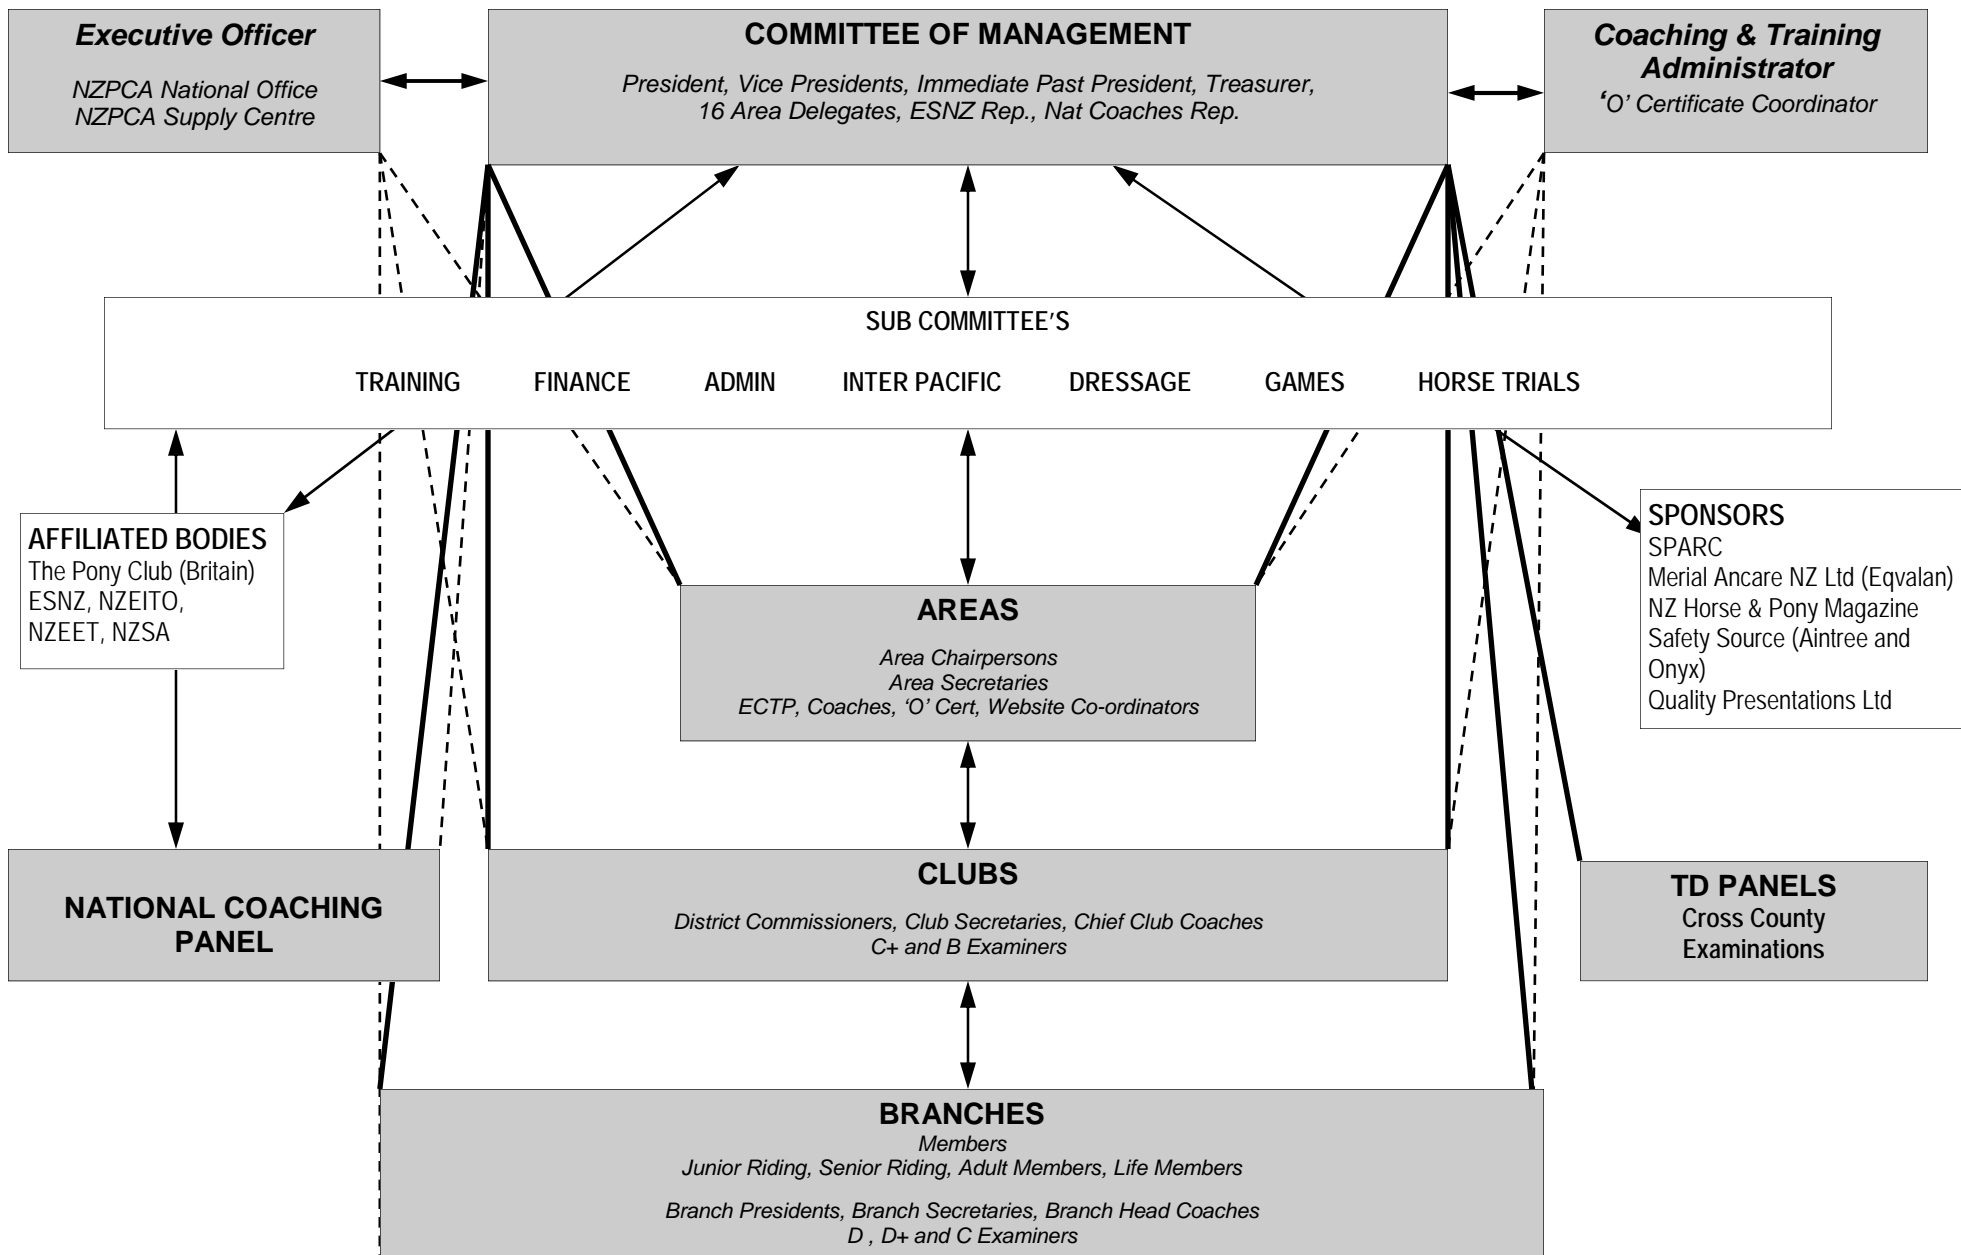 Executive Officer
NZPCA National Office
NZPCA Supply Centre
COMMITTEE OF MANAGEMENT
President, Vice Presidents, Immediate Past President, Treasurer,
16 Area Delegates, ESNZ Rep., Nat Coaches Rep.
Coaching & Training
Administrator
‘O’ Certificate Coordinator
SUB COMMITTEE’S
TRAINING FINANCE ADMIN INTER PACIFIC DRESSAGE GAMES HORSE TRIALS
AFFILIATED BODIES
The Pony Club (Britain)
ESNZ, NZEITO,
NZEET, NZSA
SPONSORS
SPARC
Merial Ancare NZ Ltd (Eqvalan)
NZ Horse & Pony Magazine
Safety Source (Aintree and
Onyx)
Quality Presentations Ltd
AREAS
Area Chairpersons
Area Secretaries
ECTP, Coaches, ‘O’ Cert, Website Co-ordinators
NATIONAL COACHING
PANEL
CLUBS
District Commissioners, Club Secretaries, Chief Club Coaches
C+ and B Examiners
TD PANELS
Cross County
Examinations
BRANCHES
Members
Junior Riding, Senior Riding, Adult Members, Life Members
Branch Presidents, Branch Secretaries, Branch Head Coaches
D , D+ and C Examiners